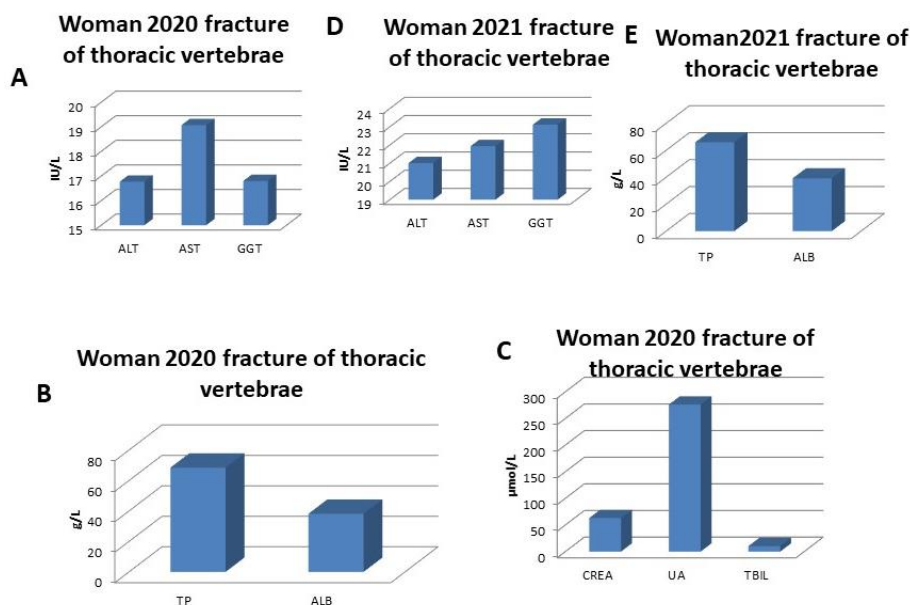 Woman 2020 fracture
of thoracic vertebrae
A
20
19
18
17
16
15
IU/L
ALT AST GGT
D
Woman 2021 fracture
of thoracic vertebrae
24
23
22
21
20
19
IU/L
ALT AST GGT
E
Woman2021 fracture of
thoracic vertebrae
80
60
40
20
0
g/L
TP ALB
Woman 2020 fracture of thoracic
vertebrae
B
80
60
40
20
0
g/L
TP ALB
C
Woman 2020 fracture of
thoracic vertebrae
300
250
200
150
100
50
0
µmol/L
CREA UA TBIL